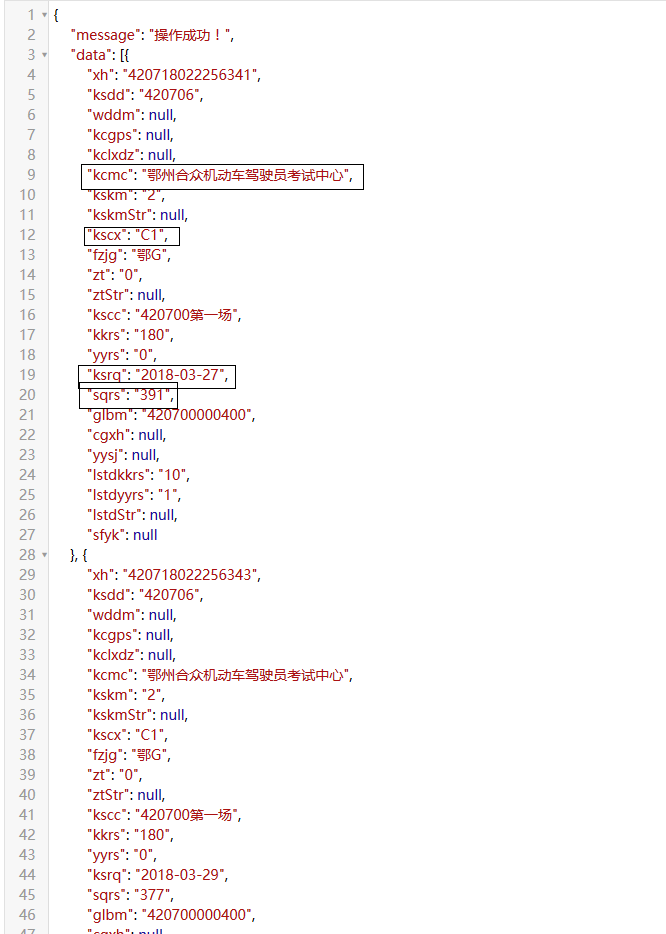 1 {
2 "message": "操作成功！",
3 "data": [{
4 "xh": "420718022256341",
5 "ksdd": "420706",
6 "wddm": null,
7 "kcgps": null,
8 "kclxdz": null,
9 "kcmc": "鄂州合众机动车驾驶员考试中心",
10 "kskm": "2",
11 "kskmStr": null,
12 "kscx": "C1",
13 "fzjg": "鄂G",
14 "zt": "0",
15 "ztStr": null,
16 "kscc": "420700第一场",
17 "kkrs": "180",
18 "yyrs": "0",
19 "ksrq": "2018-03-27",
20 "sqrs": "391",
21 "glbm": "420700000400",
22 "cgxh": null,
23 "yysj": null,
24 "lstdkkrs": "10",
25 "lstdyyrs": "1",
26 "lstdStr": null,
27 "sfyk": null
28 }, {
29 "xh": "420718022256343",
30 "ksdd": "420706",
31 "wddm": null,
32 "kcgps": null,
33 "kclxdz": null,
34 "kcmc": "鄂州合众机动车驾驶员考试中心",
35 "kskm": "2",
36 "kskmStr": null,
37 "kscx": "C1",
38 "fzjg": "鄂G",
39 "zt": "0",
40 "ztStr": null,
41 "kscc": "420700第一场",
42 "kkrs": "180",
43 "yyrs": "0",
44 "ksrq": "2018-03-29",
45 "sqrs": "377",
46 "glbm": "420700000400",
47 "cgxh": null